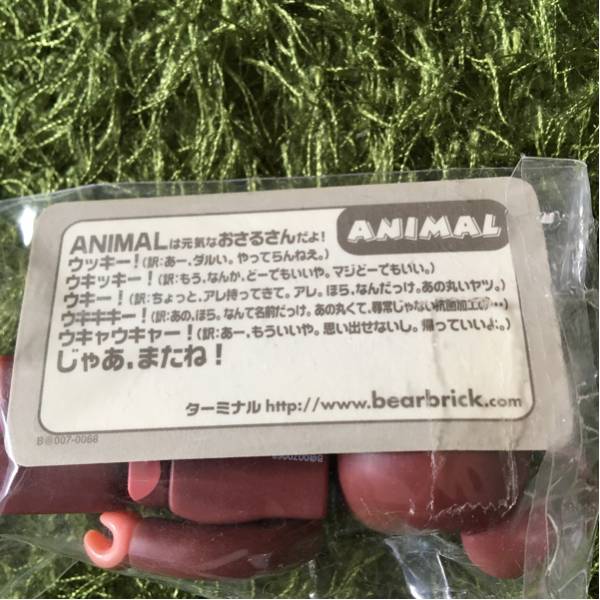 ANIMAL
ANIMALは元気なおさるさんだよ!
ウッキー!(訳:あー、ダルい。やってらんねえ。)
ウキッキー!(訳:もう、なんか、どーでもいいや。マジどーでもいい。)
ウキー!(訳:ちょっと、アレ持ってきて。アレ。ほら、なんだっけ。あの丸いヤツ。)
ウキキキー!(訳:あの、ほら。なんて名前だっけ。あの丸くて、尋常じゃない抗菌加工の…)
ウキャウキャー!(訳:あー、もういいや。思い出せないし。帰っていいよ。)
じゃあ、またね!
ターミナル http://www.bearbrick.com
B@007-0068